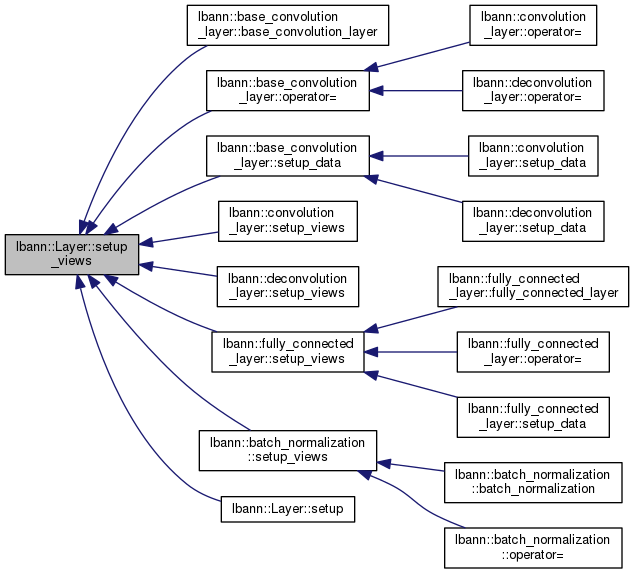 lbann::Layer::setup
_views
lbann::base_convolution
_layer::base_convolution_layer
lbann::base_convolution
_layer::operator=
lbann::convolution
_layer::operator=
lbann::deconvolution
_layer::operator=
lbann::base_convolution
_layer::setup_data
lbann::convolution
_layer::setup_data
lbann::deconvolution
_layer::setup_data
lbann::convolution
_layer::setup_views
lbann::deconvolution
_layer::setup_views
lbann::fully_connected
_layer::setup_views
lbann::fully_connected
_layer::fully_connected_layer
lbann::fully_connected
_layer::operator=
lbann::fully_connected
_layer::setup_data
lbann::batch_normalization
::setup_views
lbann::batch_normalization
::batch_normalization
lbann::batch_normalization
::operator=
lbann::Layer::setup